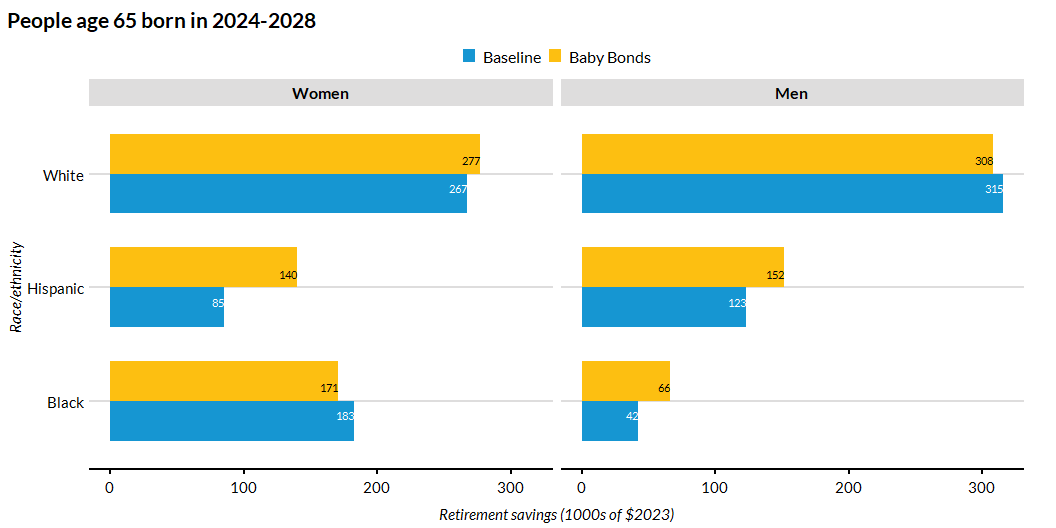 People age 65 born in 2024-2028
Baseline Baby Bonds
Women Men
277 308
White
267 315
140 152
Hispanic
85 123
171 66
Black
183 42
Race/ethnicity
0 100 200 300 0 100 200 300
Retirement savings (1000s of $2023)